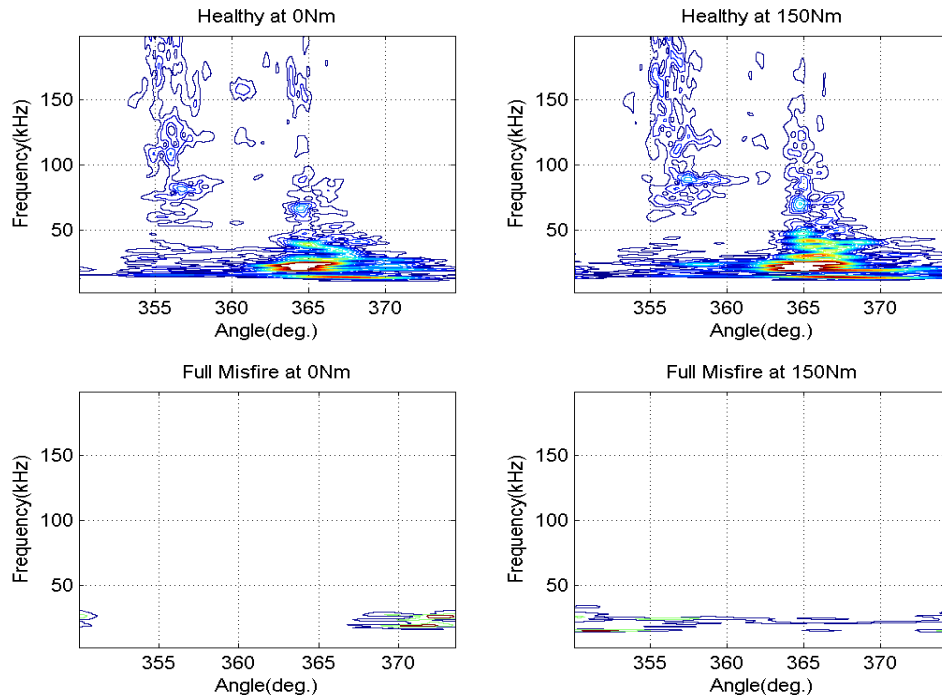 Healthy at 0Nm
Frequency(kHz)
150
100
50
355
360
365
370
Angle(deg.)
Healthy at 150Nm
Frequency(kHz)
150
100
50
355
360
365
370
Angle(deg.)
Full Misfire at 0Nm
Frequency(kHz)
150
100
50
355
360
365
370
Angle(deg.)
Full Misfire at 150Nm
Frequency(kHz)
150
100
50
355
360
365
370
Angle(deg.)